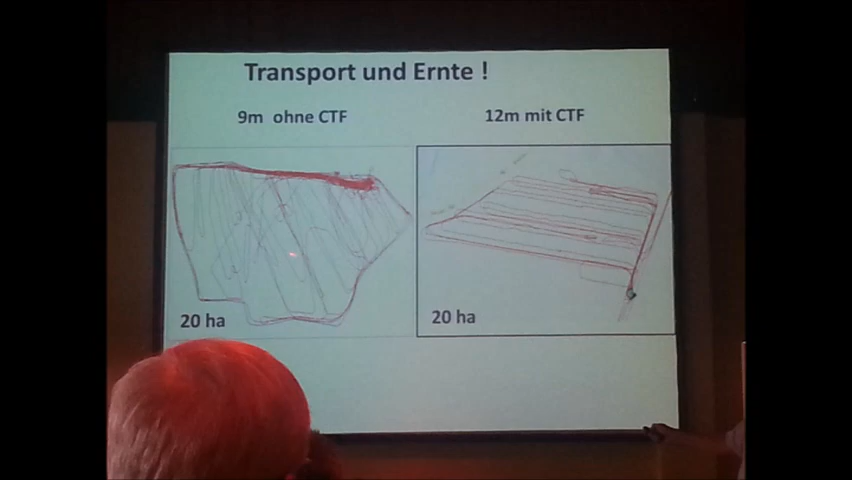 Transport und Ernte !
9m ohne CTF
12m mit CTF
20 ha
20 ha